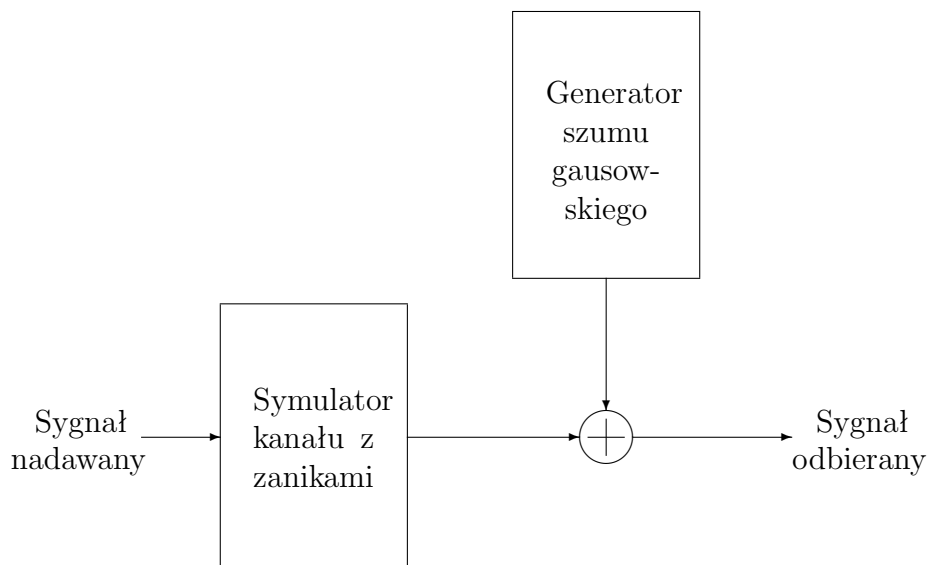 Generator
szumu
gausow-
skiego
Symulator
kanału z
zanikami
Sygnał
nadawany
Sygnał
odbierany